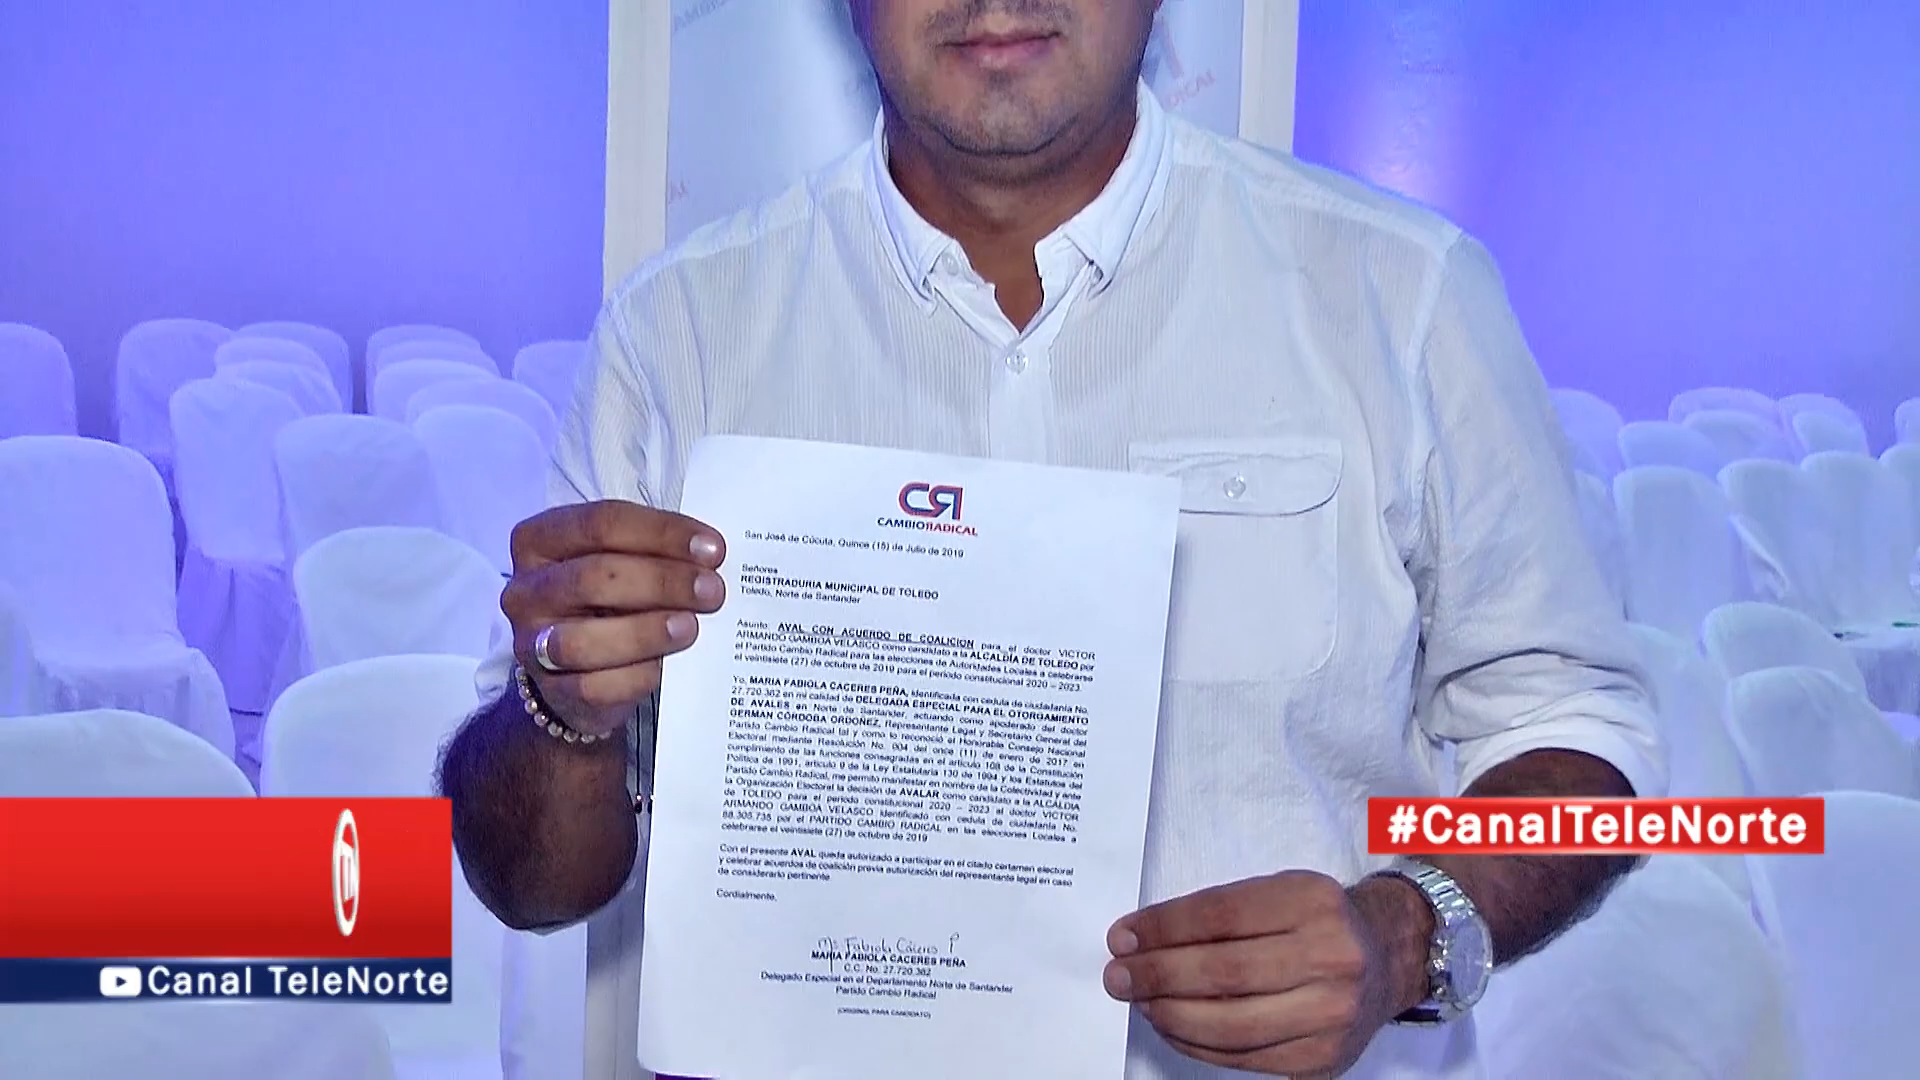 CR
CAMBIO RADICAL
San José de Cúcuta, Quince (15) de Julio de 2019
Señores
REGISTRADURIA MUNICIPAL DE TOLEDO
Toledo, Norte de Santander
Asunto: AVAL CON ACUERDO DE COALICION para el doctor VICTOR
ARMANDO GAMBOA VELASCO como candidato a la ALCALDÍA DE TOLEDO por
el Partido Cambio Radical para las elecciones de Autoridades Locales a celebrarse
el veintisiete (27) de octubre de 2019 para el periodo constitucional 2020 – 2023.
Yo, MARIA FABIOLA CACERES PEÑA, identificada con cedula de ciudadanía No.
27.720.382 en mi calidad de DELEGADA ESPECIAL PARA EL OTORGAMIENTO
DE AVALES en Norte de Santander, actuando como apoderado del doctor
GERMAN CÓRDOBA ORDOÑEZ, Representante Legal y Secretario General del
Partido Cambio Radical tal y como lo reconoció el Honorable Consejo Nacional
Electoral mediante Resolución No. 004 del once (11) de enero de 2017 en
cumplimiento de las funciones consagradas en el artículo 108 de la Constitución
Política de 1991, artículo 9 de la Ley Estatutaria 130 de 1994 y los Estatutos del
Partido Cambio Radical, me permito manifestar en nombre de la Colectividad y ante
la Organización Electoral la decisión de AVALAR como candidato a la ALCALDIA
de TOLEDO para el periodo constitucional 2020 – 2023 al doctor VICTOR
ARMANDO GAMBOA VELASCO identificado con cedula de ciudadanía No.
88.305.735 por el PARTIDO CAMBIO RADICAL en las elecciones Locales a
celebrarse el veintisiete (27) de octubre de 2019
Con el presente AVAL queda autorizado a participar en el citado certamen electoral
y celebrar acuerdos de coalición previa autorización del representante legal en caso
de considerarlo pertinente.
Cordialmente,
Mª Fabiola Cáceres P
MARIA FABIOLA CACERES PEÑA
C.C. No. 27.720.382
Delegado Especial en el Departamento Norte de Santander
Partido Cambio Radical
(ORIGINAL PARA CANDIDATO)
#CanalTeleNorte
Canal TeleNorte